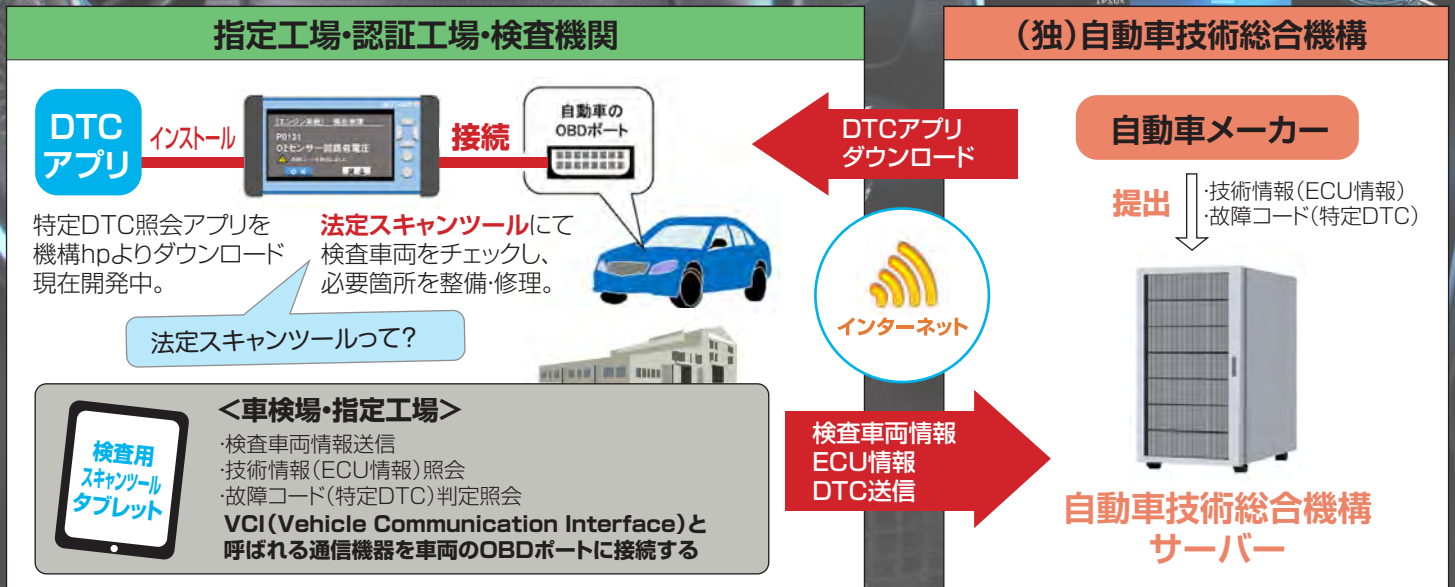 指定工場・認証工場・検査機関
DTC
アプリ
インストール
P0131
O2センサー回路低電圧
接続
自動車の
OBDポート
特定DTC照会アプリを
機構hpよりダウンロード
現在開発中。
法定スキャンツールにて
検査車両をチェックし、
必要箇所を整備・修理。
法定スキャンツールって?
検査用
スキャンツール
タブレット
<車検場・指定工場>
・検査車両情報送信
・技術情報(ECU情報)照会
・故障コード(特定DTC)判定照会
VCI(Vehicle Communication Interface)と
呼ばれる通信機器を車両のOBDポートに接続する
DTCアプリ
ダウンロード
インターネット
検査車両情報
ECU情報
DTC送信
(独)自動車技術総合機構
自動車メーカー
提出
・技術情報(ECU情報)
・故障コード(特定DTC)
自動車技術総合機構
サーバー